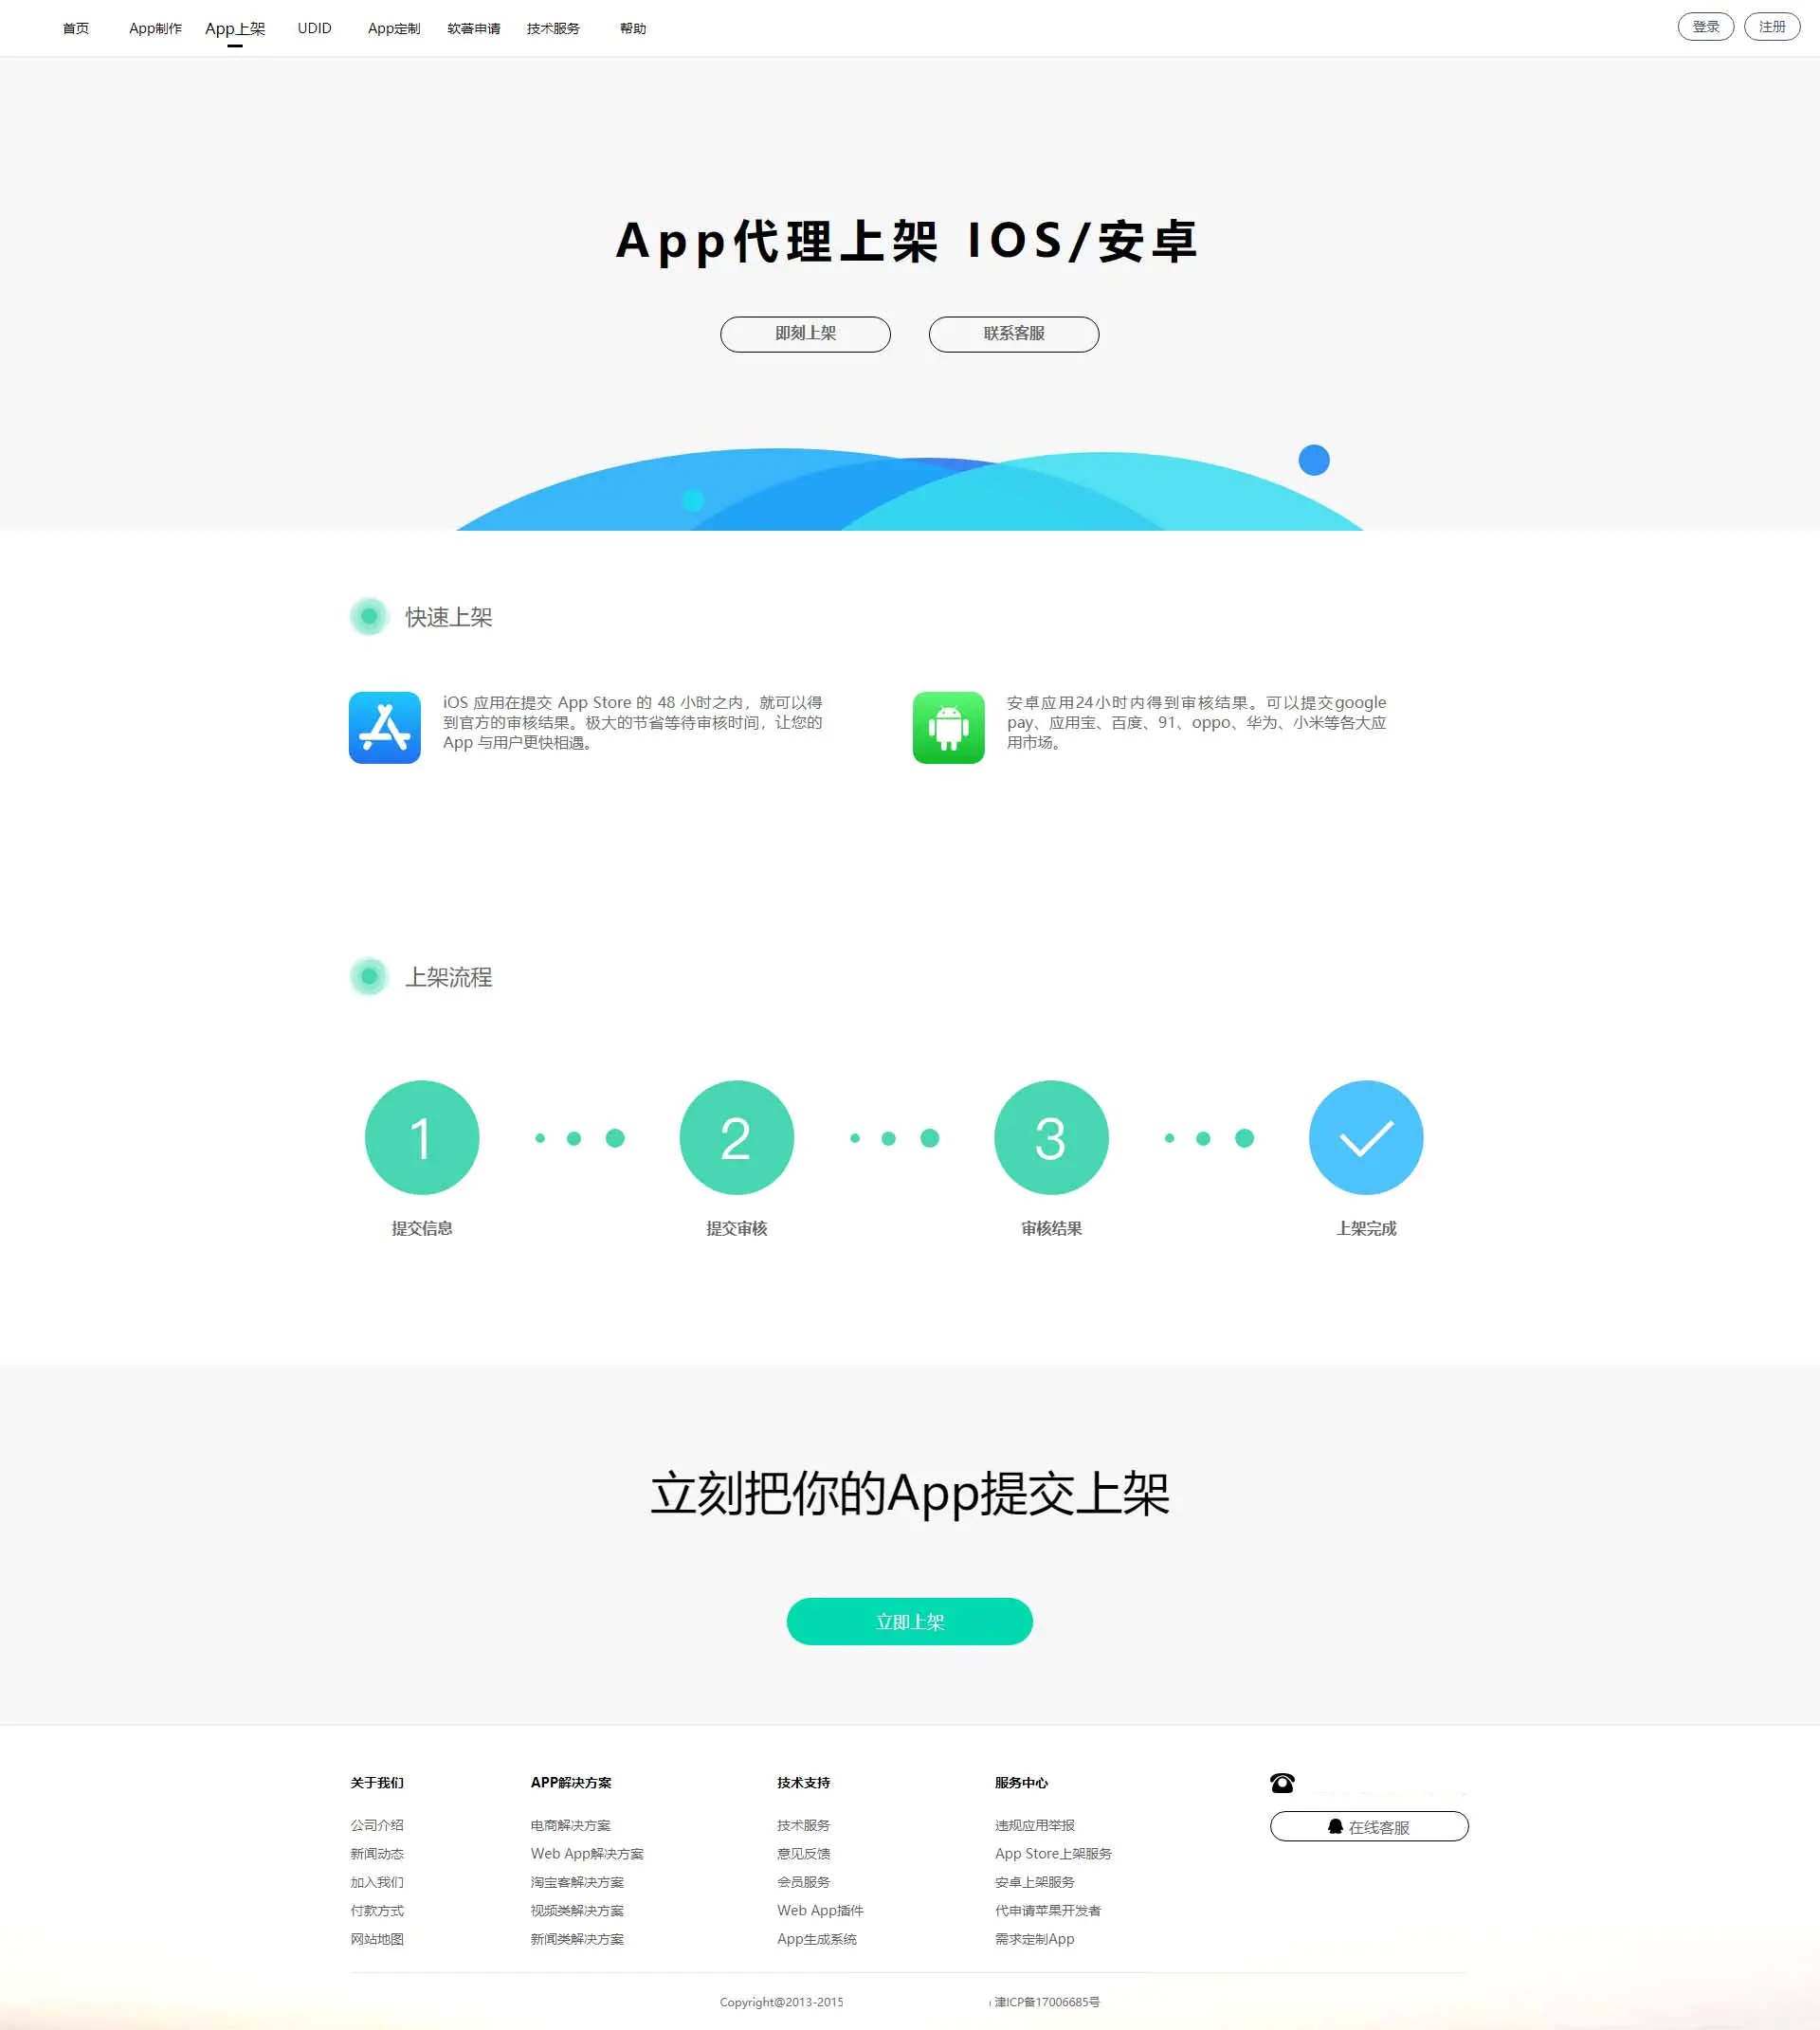 首页 App制作 App上架 UDID App定制 软著申请 技术服务 帮助 登录 注册
App代理上架 IOS/安卓
即刻上架 联系客服
快速上架
iOS 应用在提交 App Store 的 48 小时之内，就可以得
到官方的审核结果。极大的节省等待审核时间，让您的
App 与用户更快相遇。
安卓应用24小时内得到审核结果。可以提交google
pay、应用宝、百度、91、oppo、华为、小米等各大应
用市场。
上架流程
1 2 3
提交信息 提交审核 审核结果 上架完成
立刻把你的App提交上架
立即上架
关于我们
公司介绍
新闻动态
加入我们
付款方式
网站地图
APP解决方案
电商解决方案
Web App解决方案
淘宝客解决方案
视频类解决方案
新闻类解决方案
技术支持
技术服务
意见反馈
会员服务
Web App插件
App生成系统
服务中心
违规应用举报
App Store上架服务
安卓上架服务
代申请苹果开发者
需求定制App
在线客服
Copyright@2013-2015 津ICP备17006685号